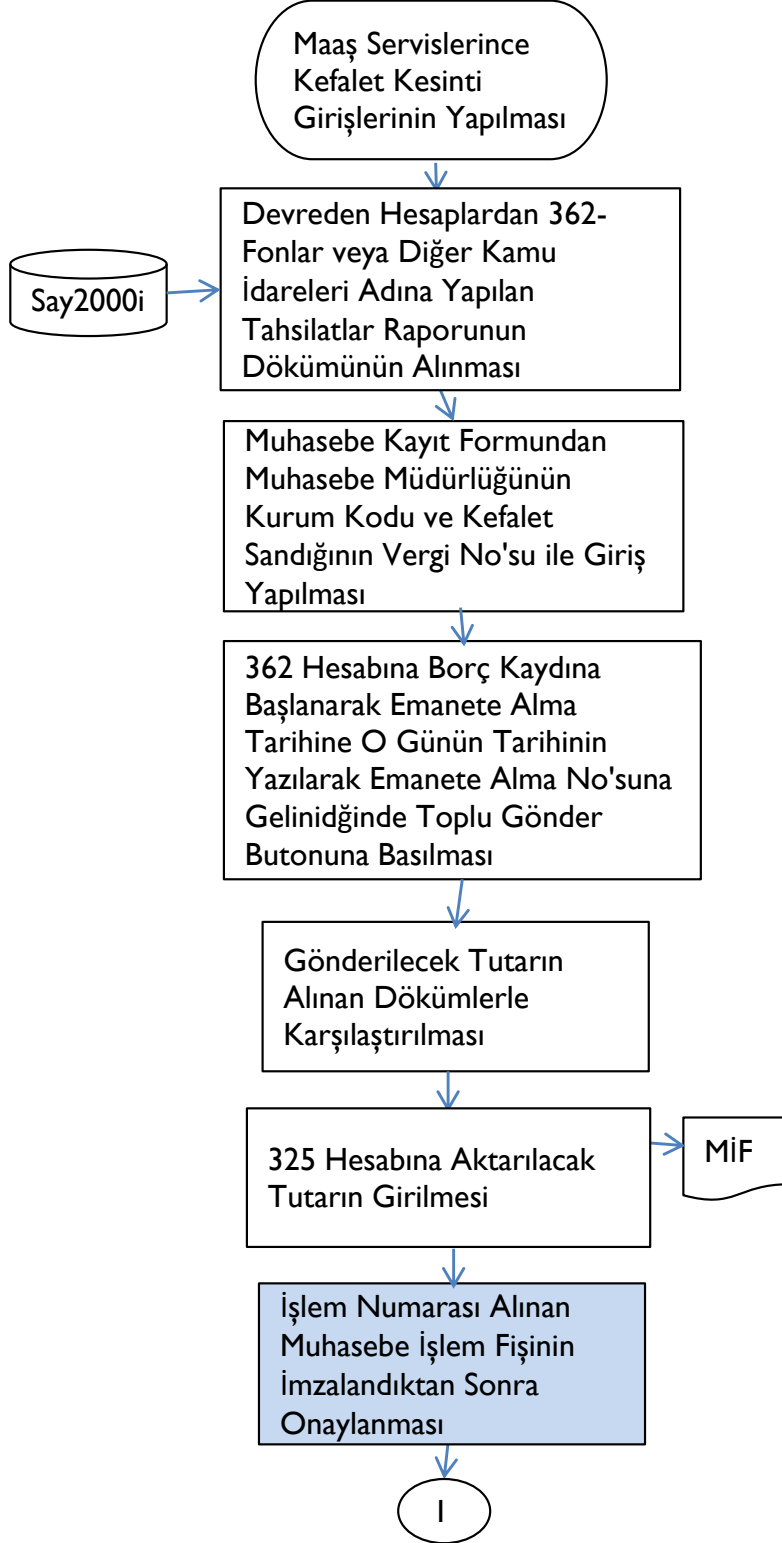 Maaş Servislerince
Kefalet Kesinti
Girişlerinin Yapılması
Devreden Hesaplardan 362-
Fonlar veya Diğer Kamu
İdareleri Adına Yapılan
Tahsilatlar Raporunun
Dökümünün Alınması
Say2000i
Muhasebe Kayıt Formundan
Muhasebe Müdürlüğünün
Kurum Kodu ve Kefalet
Sandığının Vergi No'su ile Giriş
Yapılması
362 Hesabına Borç Kaydına
Başlanarak Emanete Alma
Tarihine O Günün Tarihinin
Yazılarak Emanete Alma No'suna
Gelinidğinde Toplu Gönder
Butonuna Basılması
Gönderilecek Tutarın
Alınan Dökümlerle
Karşılaştırılması
325 Hesabına Aktarılacak
Tutarın Girilmesi
MİF
İşlem Numarası Alınan
Muhasebe İşlem Fişinin
İmzalandıktan Sonra
Onaylanması
I